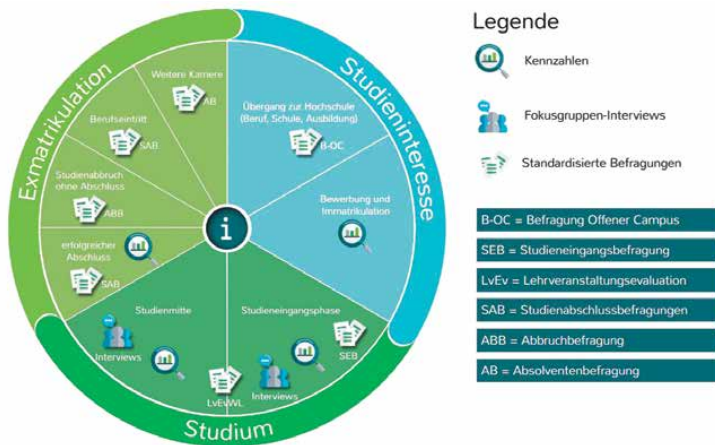 Exmatrikulation
Studieninteresse
Studium
Weitere Karriere
AB
Berufseintritt
SAB
Studienabbruch
ohne Abschluss
ABB
erfolgreicher
Abschluss
SAB
Übergang zur Hochschule
(Beruf, Schule, Ausbildung)
B-OC
Bewerbung und
Immatrikulation
i
Studienmitte
Interviews
Studieneingangsphase
SEB
Interviews
LvEv/WL
Legende
Kennzahlen
Fokusgruppen-Interviews
Standardisierte Befragungen
B-OC = Befragung Offener Campus
SEB = Studieneingangsbefragung
LvEv = Lehrveranstaltungsevaluation
SAB = Studienabschlussbefragungen
ABB = Abbruchbefragung
AB = Absolventenbefragung